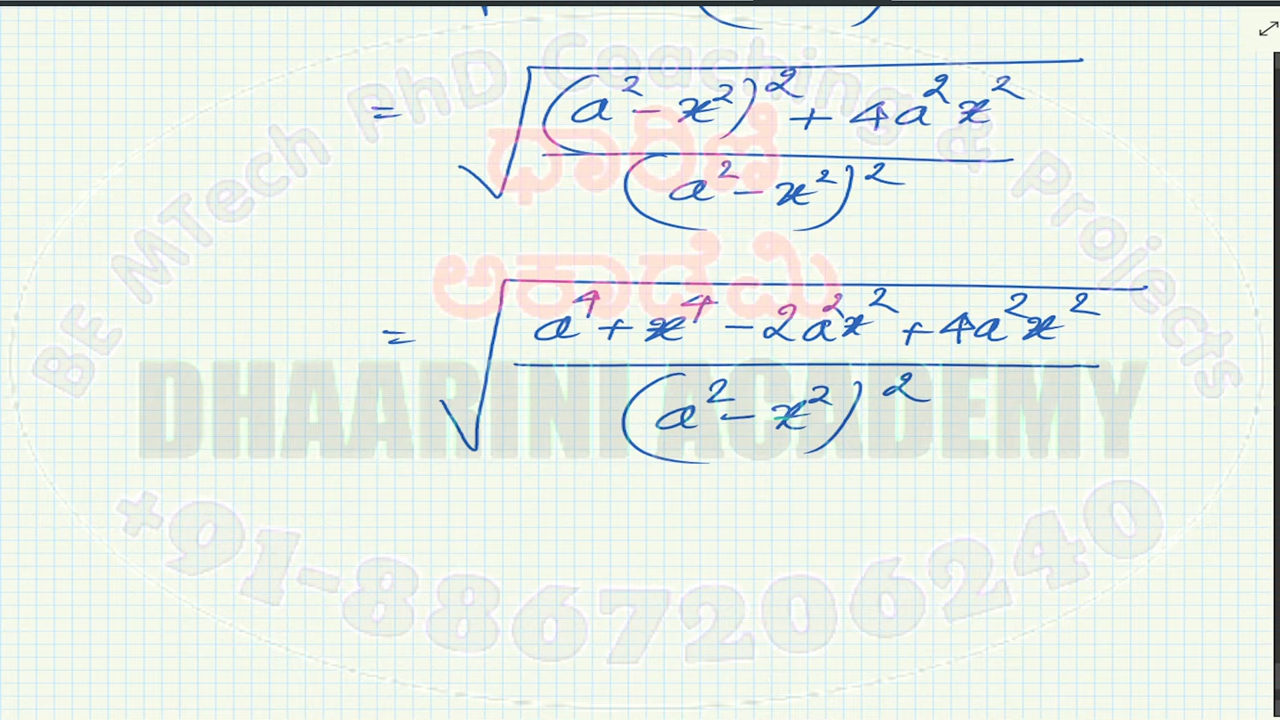 = √((a² - x²)² + 4a²x²) / (a² - x²)²
ಧಾರಿಣಿ
ಅಕಾಡೆಮಿ
= √(a⁴ + x⁴ - 2a²x² + 4a²x²) / (a² - x²)²
BE MTech PhD Coaching & Projects
DHAARINI ACADEMY
+91-8867206240